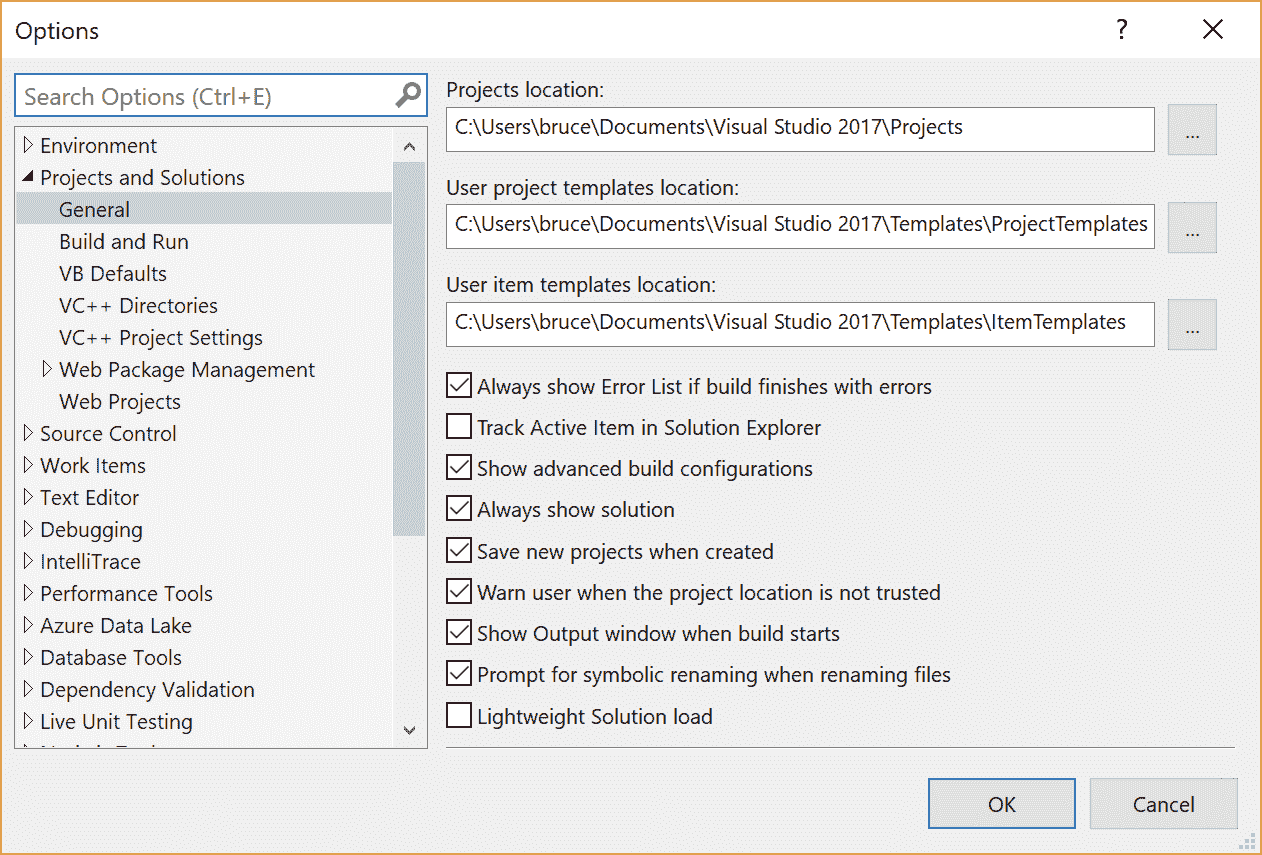 Options
?
Search Options (Ctrl+E)
Environment
Projects and Solutions
General
Build and Run
VB Defaults
VC++ Directories
VC++ Project Settings
Web Package Management
Web Projects
Source Control
Work Items
Text Editor
Debugging
IntelliTrace
Performance Tools
Azure Data Lake
Database Tools
Dependency Validation
Live Unit Testing
Projects location:
C:\Users\bruce\Documents\Visual Studio 2017\Projects
...
User project templates location:
C:\Users\bruce\Documents\Visual Studio 2017\Templates\ProjectTemplates
...
User item templates location:
C:\Users\bruce\Documents\Visual Studio 2017\Templates\ItemTemplates
...
Always show Error List if build finishes with errors
Track Active Item in Solution Explorer
Show advanced build configurations
Always show solution
Save new projects when created
Warn user when the project location is not trusted
Show Output window when build starts
Prompt for symbolic renaming when renaming files
Lightweight Solution load
OK
Cancel